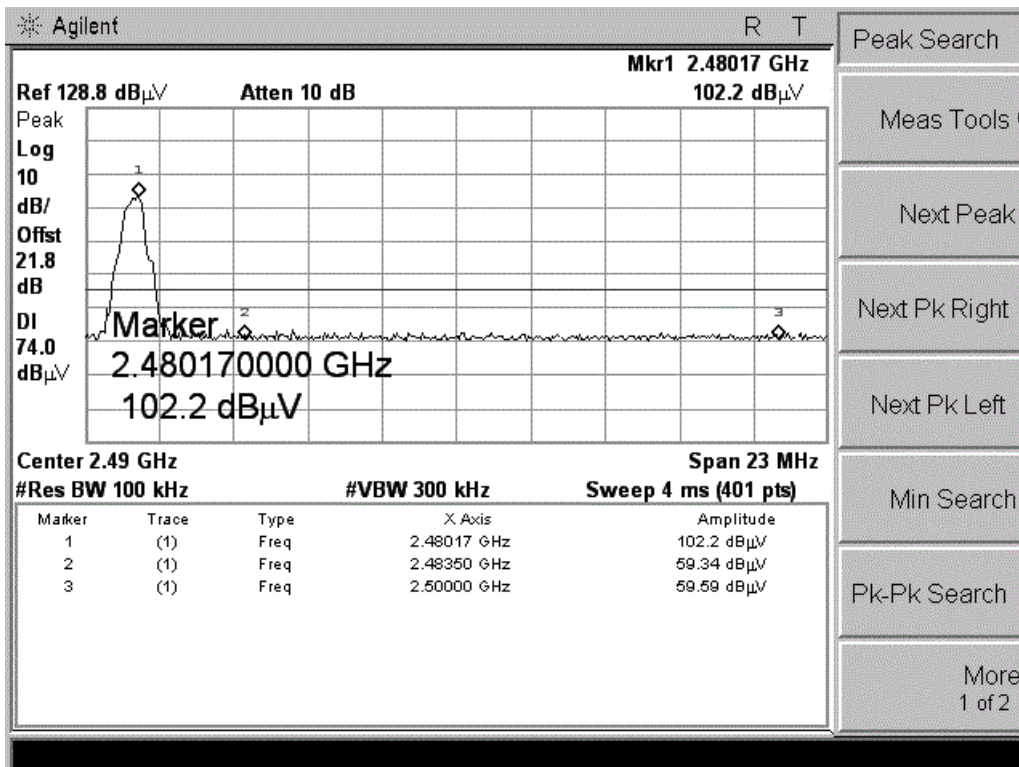 Agilent
R T
Mkr1 2.48017 GHz
Ref 128.8 dBµV Atten 10 dB 102.2 dBµV
Peak
Log
10
dB/
Offst
21.8
dB
DI
74.0
dBµV
1
2
3
Marker
2.480170000 GHz
102.2 dBµV
Center 2.49 GHz Span 23 MHz
#Res BW 100 kHz #VBW 300 kHz Sweep 4 ms (401 pts)
Marker Trace Type X Axis Amplitude
1 (1) Freq 2.48017 GHz 102.2 dBµV
2 (1) Freq 2.48350 GHz 59.34 dBµV
3 (1) Freq 2.50000 GHz 59.59 dBµV
Peak Search
Meas Tools
Next Peak
Next Pk Right
Next Pk Left
Min Search
Pk-Pk Search
More
1 of 2